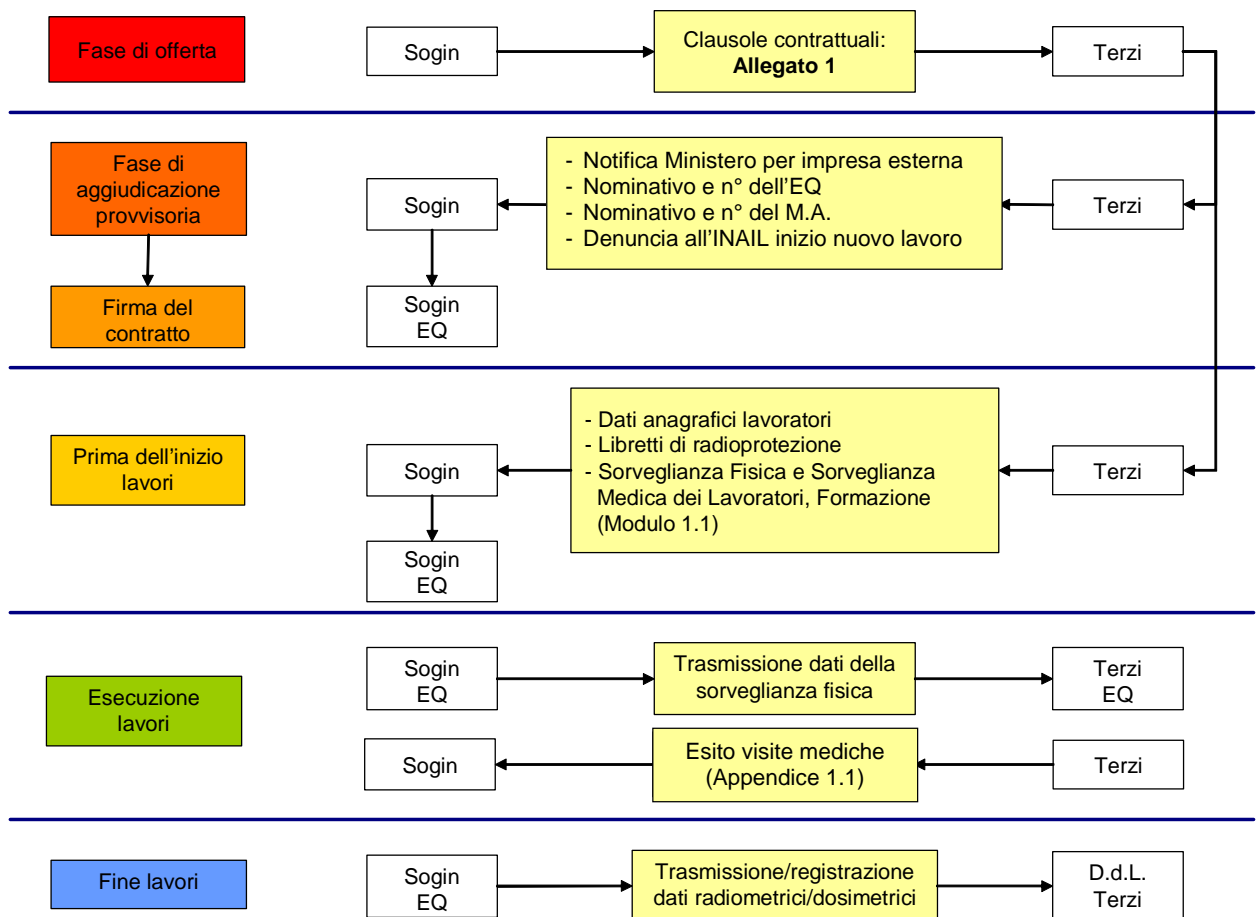 Fase di offerta
Sogin
Clausole contrattuali:
Allegato 1
Terzi
Fase di
aggiudicazione
provvisoria
Sogin
- Notifica Ministero per impresa esterna
- Nominativo e n° dell'EQ
- Nominativo e n° del M.A.
- Denuncia all'INAIL inizio nuovo lavoro
Terzi
Firma del
contratto
Sogin
EQ
Prima dell'inizio
lavori
Sogin
- Dati anagrafici lavoratori
- Libretti di radioprotezione
- Sorveglianza Fisica e Sorveglianza
Medica dei Lavoratori, Formazione
(Modulo 1.1)
Terzi
Sogin
EQ
Esecuzione
lavori
Sogin
EQ
Trasmissione dati della
sorveglianza fisica
Terzi
EQ
Sogin
Esito visite mediche
(Appendice 1.1)
Terzi
Fine lavori
Sogin
EQ
Trasmissione/registrazione
dati radiometrici/dosimetrici
D.d.L.
Terzi